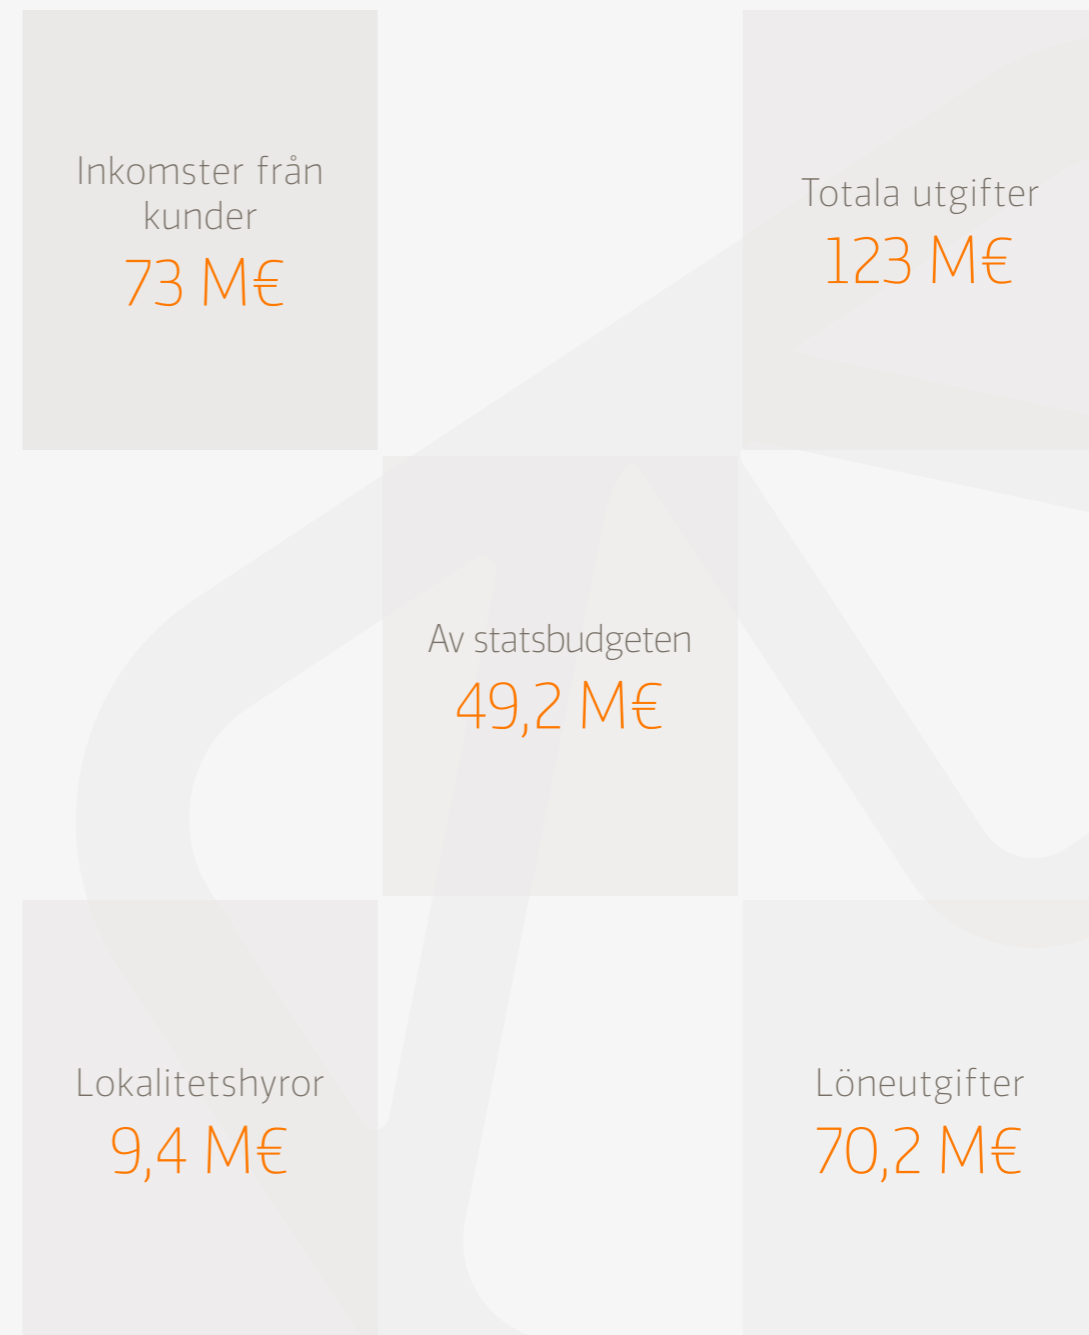 Inkomster från
kunder
73 M€
Totala utgifter
123 M€
Av statsbudgeten
49,2 M€
Lokalitetshyror
9,4 M€
Löneutgifter
70,2 M€